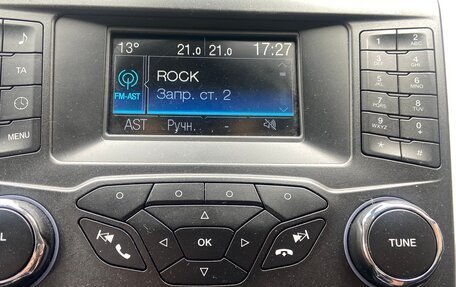 13° 21.0 21.0 17:27
FM-AST
ROCK
Запр. ст. 2
AST Ручн. -
TA
MENU
1
2 ABC
3 DEF
4 GHI
5 JKL
6 MNO
7 PQRS
8 TUV
9 WXYZ
0 +
*
#
OK
TUNE